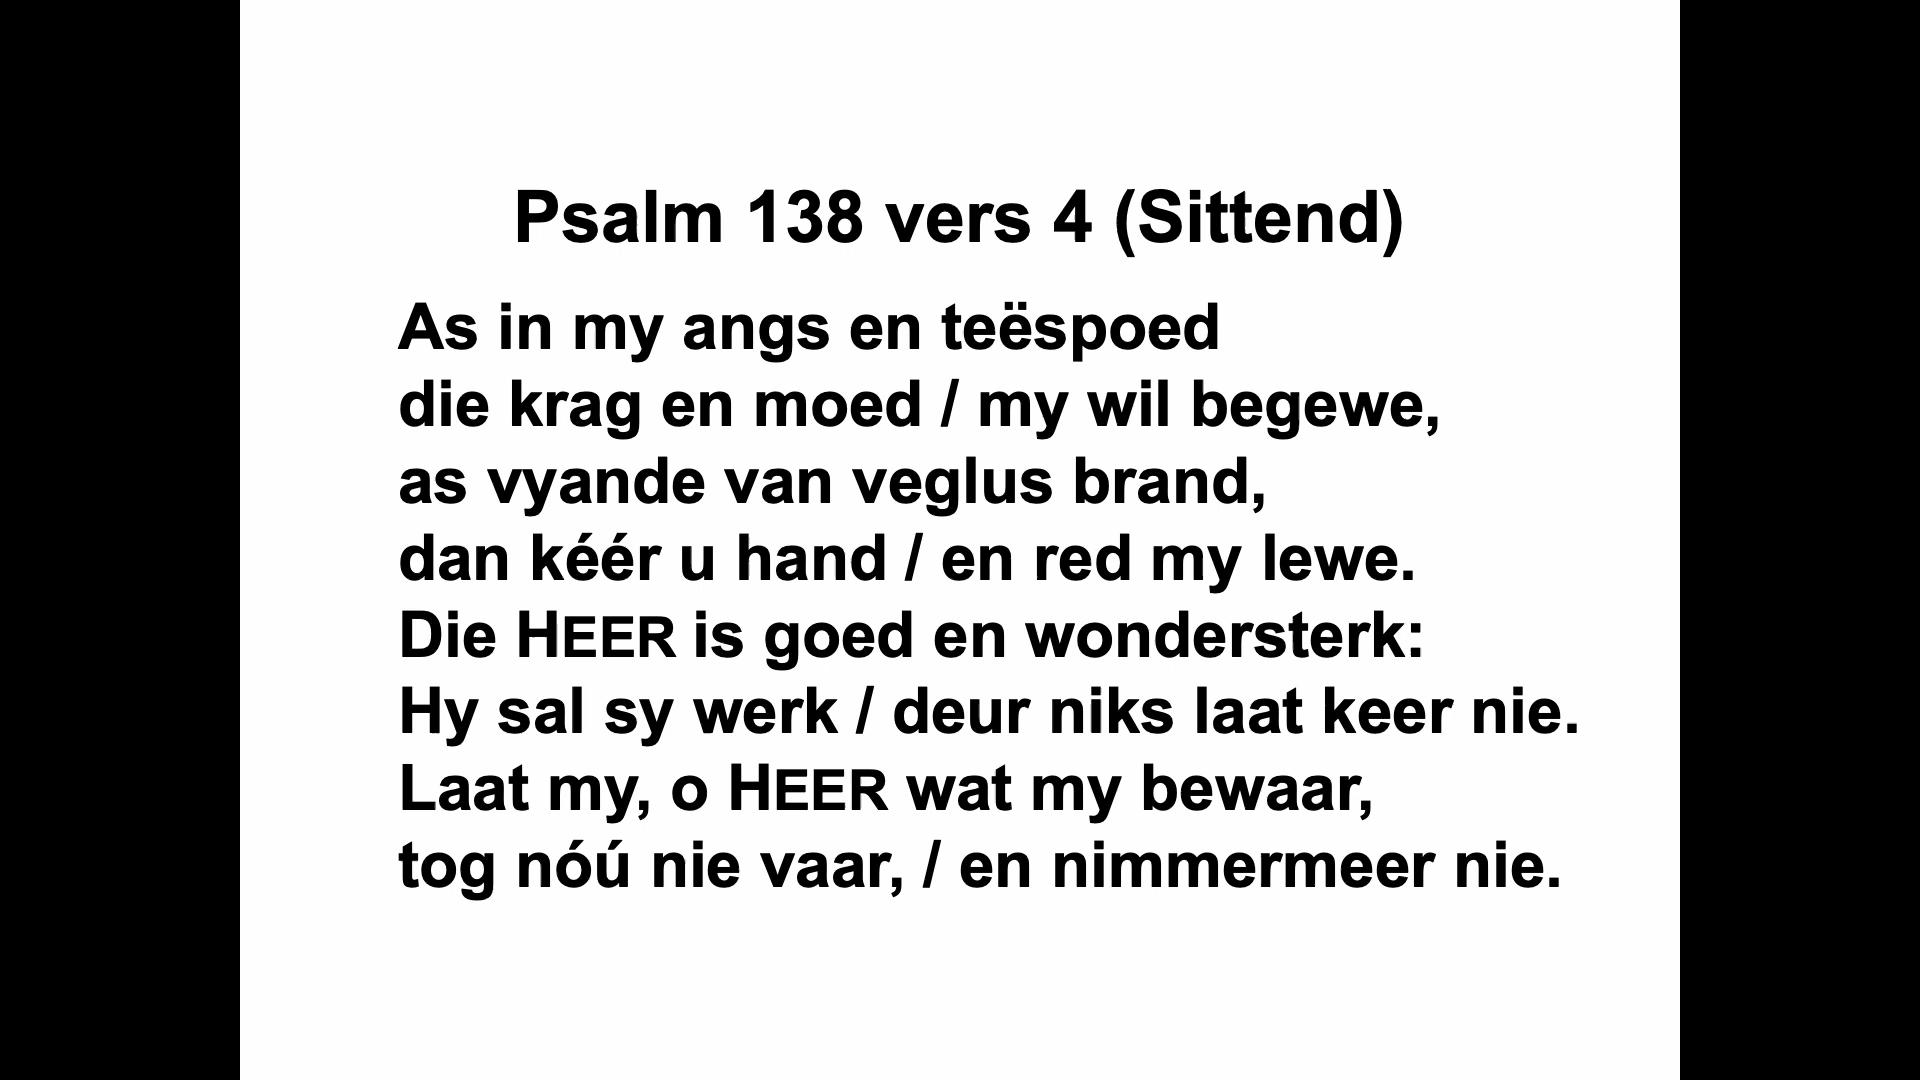 Psalm 138 vers 4 (Sittend)
As in my angs en teëspoed
die krag en moed / my wil begewe,
as vyande van veglus brand,
dan kéér u hand / en red my lewe.
Die HEER is goed en wondersterk:
Hy sal sy werk / deur niks laat keer nie.
Laat my, o HEER wat my bewaar,
tog nóú nie vaar, / en nimmermeer nie.